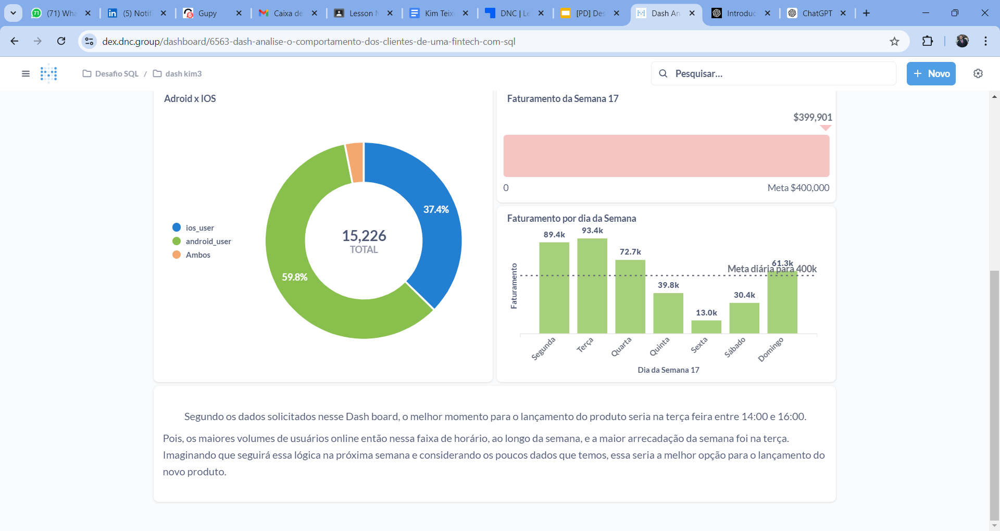 (71) Wha
(5) Notif
Gupy
Caixa de
Lesson N
Kim Teixe
DNC | Le
[PD] Des
Dash An
Introduc
ChatGPT
dex.dnc.group/dashboard/6563-dash-analise-o-comportamento-dos-clientes-de-uma-fintech-com-sql
Desafio SQL / dash kim3
Pesquisar...
+ Novo
Adroid x IOS
ios_user
android_user
Ambos
37.4%
59.8%
15,226
TOTAL
Faturamento da Semana 17
$399,901
0
Meta $400,000
Faturamento por dia da Semana
Faturamento
89.4k
93.4k
72.7k
39.8k
13.0k
30.4k
61.3k
Meta diária para 400k
Segunda
Terça
Quarta
Quinta
Sexta
Sábado
Domingo
Dia da Semana 17
Segundo os dados solicitados nesse Dash board, o melhor momento para o lançamento do produto seria na terça feira entre 14:00 e 16:00.
Pois, os maiores volumes de usuários online então nessa faixa de horário, ao longo da semana, e a maior arrecadação da semana foi na terça.
Imaginando que seguirá essa lógica na próxima semana e considerando os poucos dados que temos, essa seria a melhor opção para o lançamento do
novo produto.